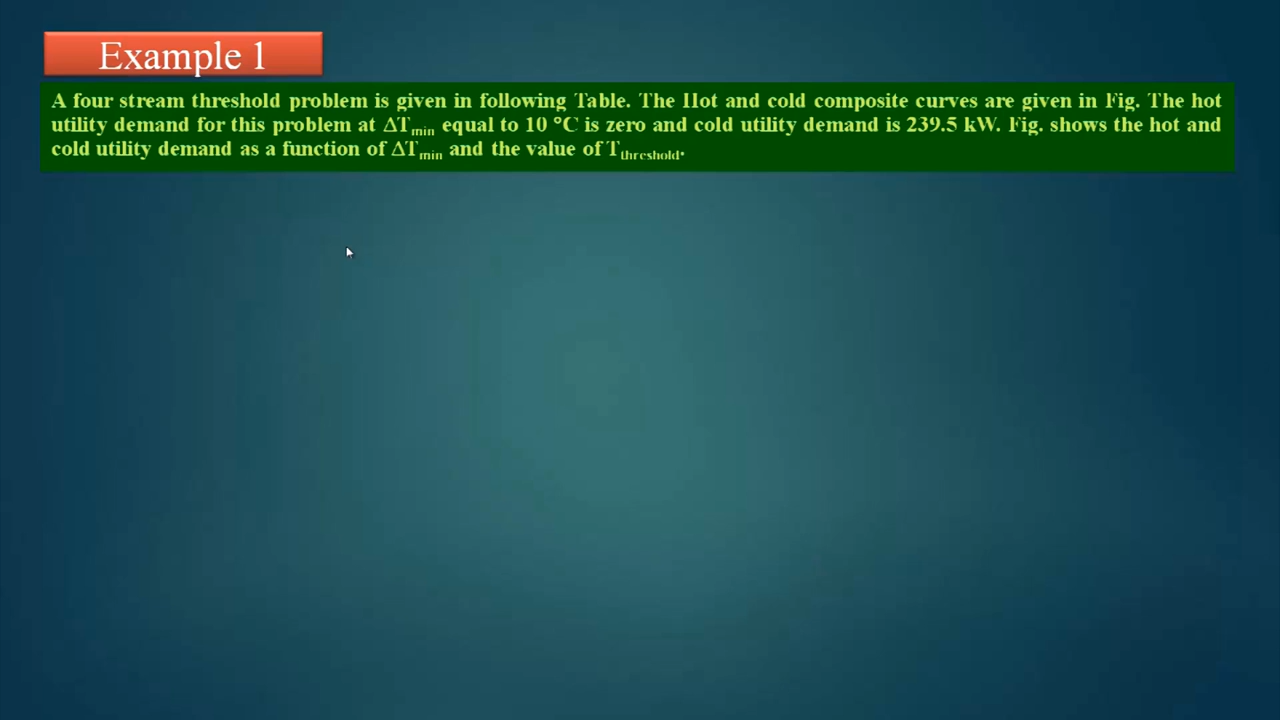 Example 1
A four stream threshold problem is given in following Table. The Hot and cold composite curves are given in Fig. The hot
utility demand for this problem at ΔTmin equal to 10 °C is zero and cold utility demand is 239.5 kW. Fig. shows the hot and
cold utility demand as a function of ΔTmin and the value of Tthreshold.